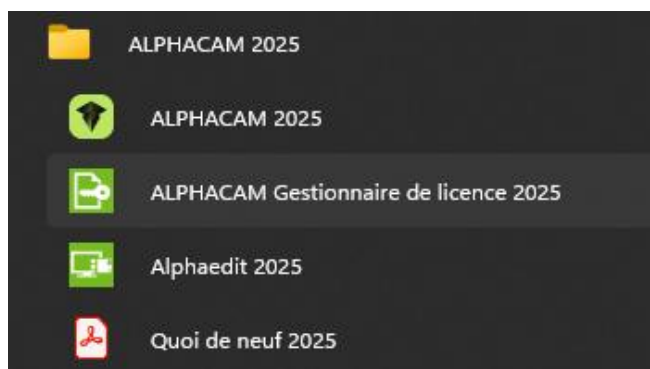 ALPHACAM 2025
ALPHACAM 2025
ALPHACAM Gestionnaire de licence 2025
Alphaedit 2025
Quoi de neuf 2025